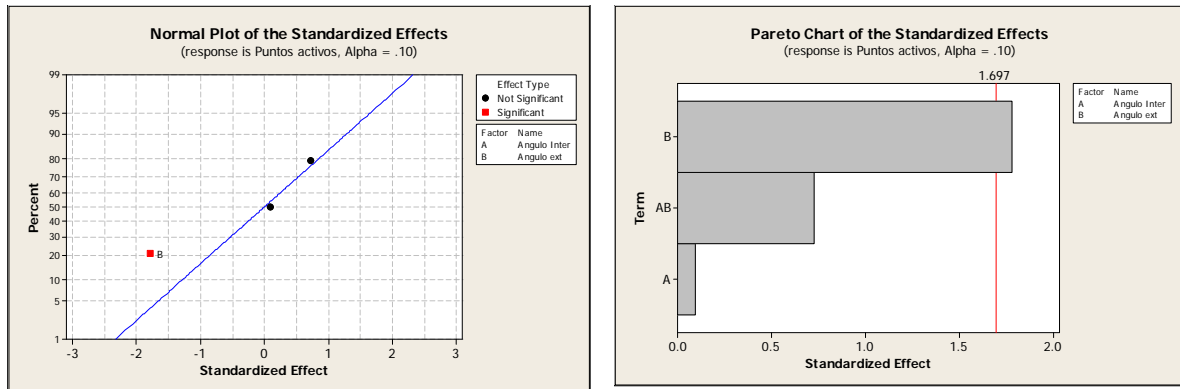 Normal Plot of the Standardized Effects
(response is Puntos activos, Alpha = .10)
99
95
90
80
70
60
50
40
30
20
10
5
1
Percent
B
-3 -2 -1 0 1 2 3
Standardized Effect
Effect Type
Not Significant
Significant
Factor Name
A Angulo Inter
B Angulo ext
Pareto Chart of the Standardized Effects
(response is Puntos activos, Alpha = .10)
1.697
Term
B
AB
A
0.0 0.5 1.0 1.5 2.0
Standardized Effect
Factor Name
A Angulo Inter
B Angulo ext